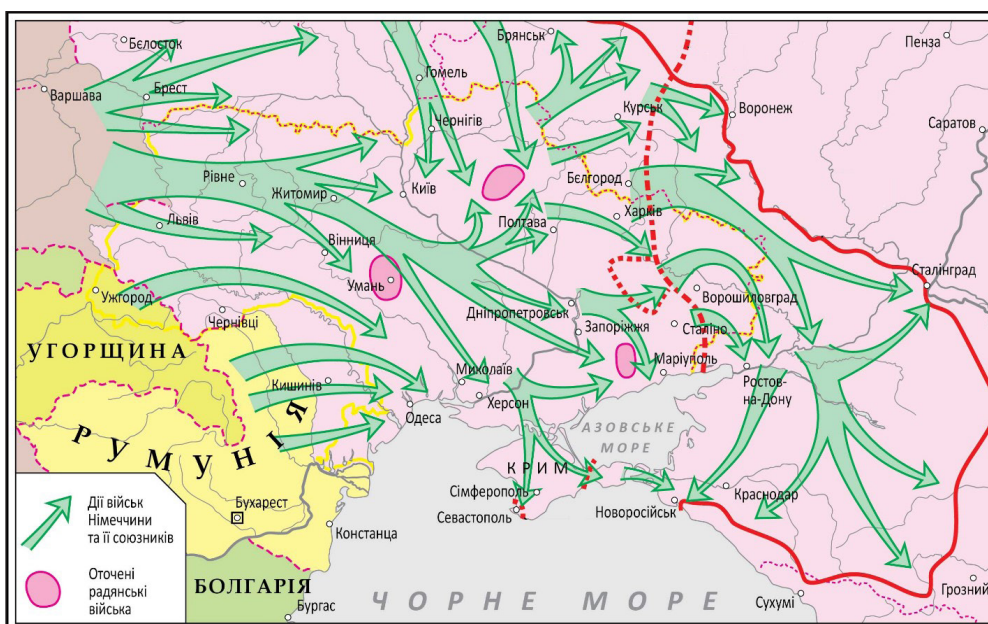 Брянськ
Пенза
Бєлосток
Гомель
Варшава
Брест
Воронеж
Курськ
Чернігів
Саратов
Рівне
Житомир
Київ
Бєлгород
Львів
Полтава
Харків
Вінниця
Умань
Сталінград
Ужгород
Ворошиловград
Чернівці
Дніпропетровськ
Запоріжжя
Сталіно
УГОРЩИНА
Маріуполь
Миколаїв
Кишинів
Херсон
Ростов-
на-Дону
Одеса
РУМУНІЯ
АЗОВСЬКЕ
МОРЕ
КРИМ
Сімферополь
Краснодар
Севастополь
Новоросійськ
Бухарест
Констанца
Дії військ
Німеччини
та її союзників
Оточені
радянські
війська
БОЛГАРІЯ
Бургас
ЧОРНЕ МОРЕ
Сухумі
Грозний